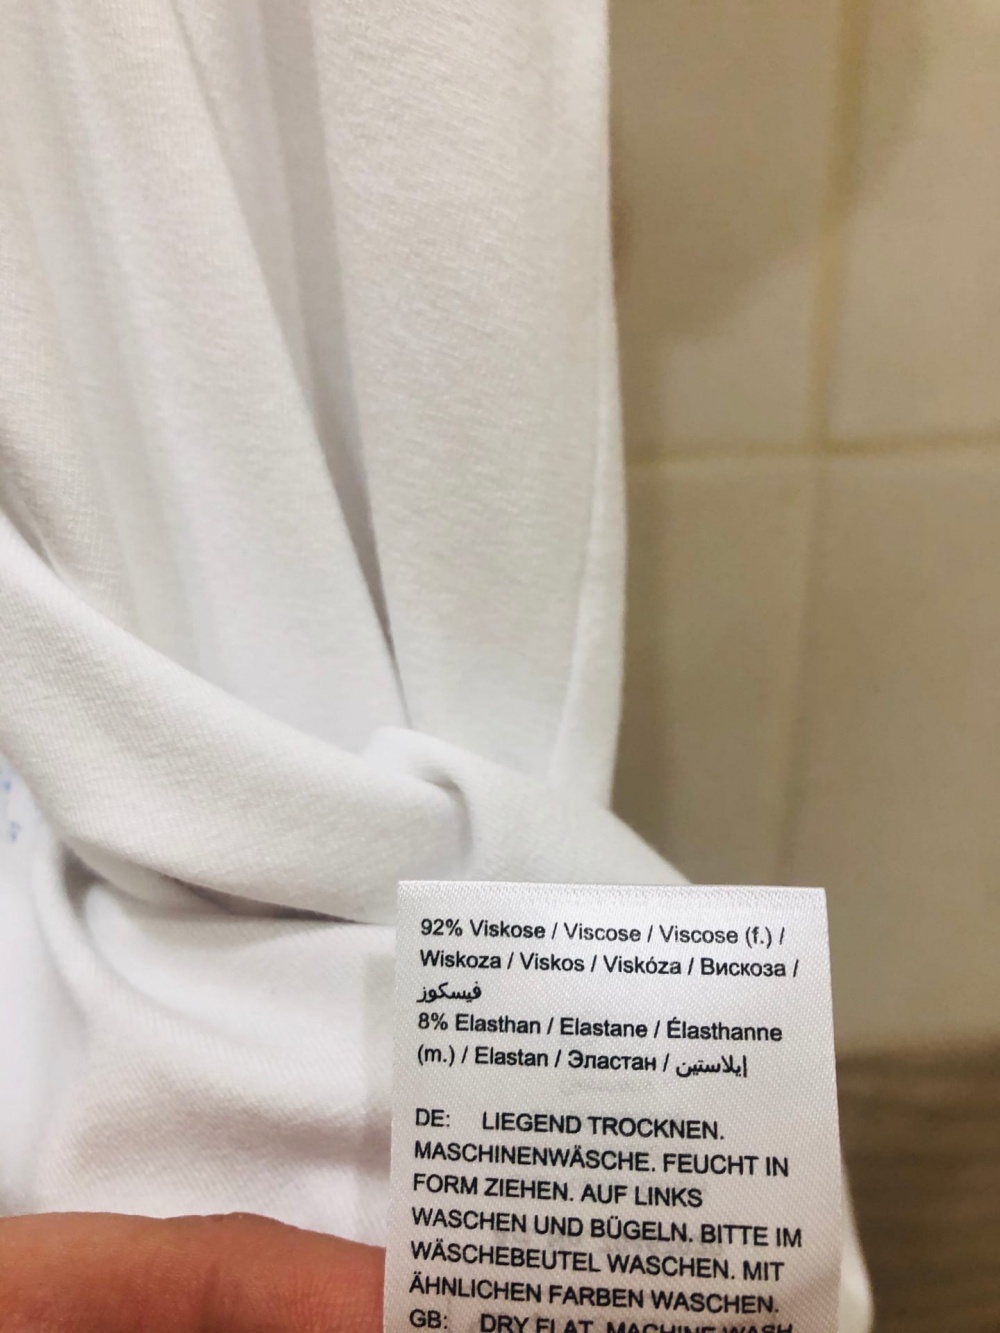 92% Viskose / Viscose / Viscose (f.) /
Wiskoza / Viskos / Viskóza / Вискоза /
فيسكوز
8% Elasthan / Elastane / Élasthanne
(m.) / Elastan / Эластан / إيلاستين
DE: LIEGEND TROCKNEN.
MASCHINENWÄSCHE. FEUCHT IN
FORM ZIEHEN. AUF LINKS
WASCHEN UND BÜGELN. BITTE IM
WÄSCHEBEUTEL WASCHEN. MIT
ÄHNLICHEN FARBEN WASCHEN.
GB: DRY FLAT. MACHINE WASH